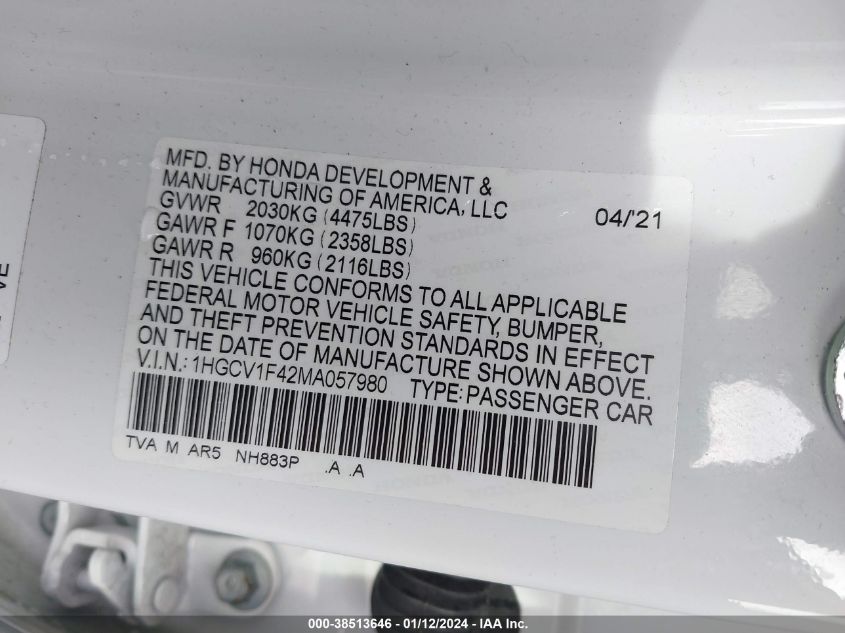 MFD. BY HONDA DEVELOPMENT &
MANUFACTURING OF AMERICA, LLC
04/'21
GVWR 2030KG (4475LBS)
GAWR F 1070KG (2358LBS)
GAWR R 960KG (2116LBS)
THIS VEHICLE CONFORMS TO ALL APPLICABLE
FEDERAL MOTOR VEHICLE SAFETY, BUMPER,
AND THEFT PREVENTION STANDARDS IN EFFECT
ON THE DATE OF MANUFACTURE SHOWN ABOVE.
V.I.N.: 1HGCV1F42MA057980 TYPE: PASSENGER CAR
TVA M AR5 NH883P .A .A
000-38513646 - 01/12/2024 - IAA Inc.